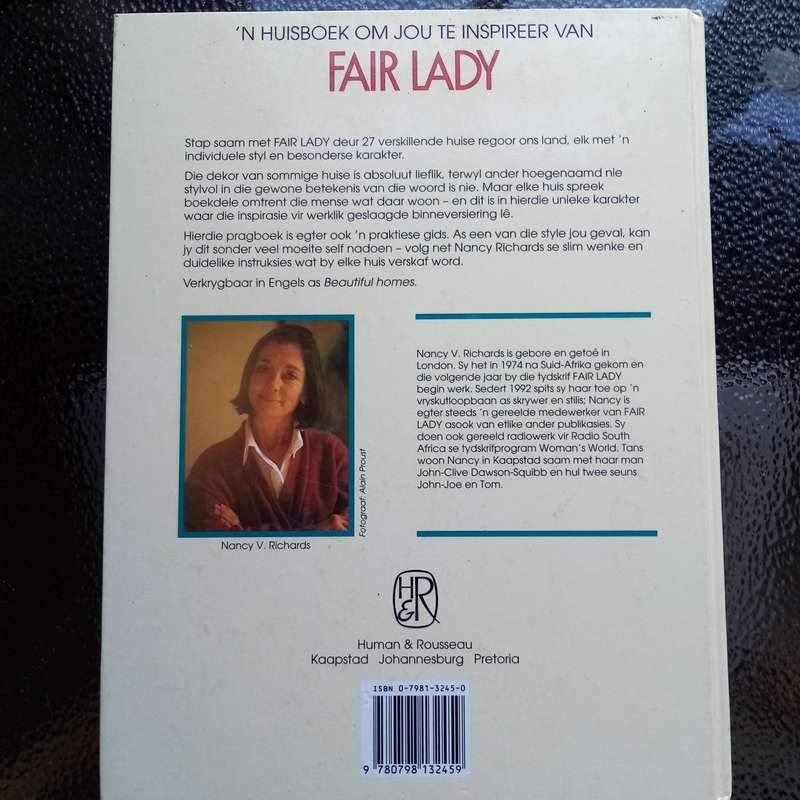 'N HUISBOEK OM JOU TE INSPIREER VAN
FAIR LADY
Stap saam met FAIR LADY deur 27 verskillende huise regoor ons land, elk met 'n
individuele styl en besonderse karakter.
Die dekor van sommige huise is absoluut lieflik, terwyl ander hoegenaamd nie
stylvol in die gewone betekenis van die woord is nie. Maar elke huis spreek
boekdele omtrent die mense wat daar woon – en dit is in hierdie unieke karakter
waar die inspirasie vir werklik geslaagde binneversiering lê.
Hierdie pragboek is egter ook 'n praktiese gids. As een van die style jou geval, kan
jy dit sonder veel moeite self nadoen – volg net Nancy Richards se slim wenke en
duidelike instruksies wat by elke huis verskaf word.
Verkrygbaar in Engels as Beautiful homes.
Fotograaf: Alain Proust
Nancy V. Richards
Nancy V. Richards is gebore en getoë in
London. Sy het in 1974 na Suid-Afrika gekom en
die volgende jaar by die tydskrif FAIR LADY
begin werk. Sedert 1992 spits sy haar toe op 'n
vryskutloopbaan as skrywer en stilis; Nancy is
egter steeds 'n gereelde medewerker van FAIR
LADY asook van etlike ander publikasies. Sy
doen ook gereeld radiowerk vir Radio South
Africa se tydskrifprogram Woman's World. Tans
woon Nancy in Kaapstad saam met haar man
John-Clive Dawson-Squibb en hul twee seuns
John-Joe en Tom.
H&R
Human & Rousseau
Kaapstad Johannesburg Pretoria
ISBN 0-7981-3245-0
9 780798 132459